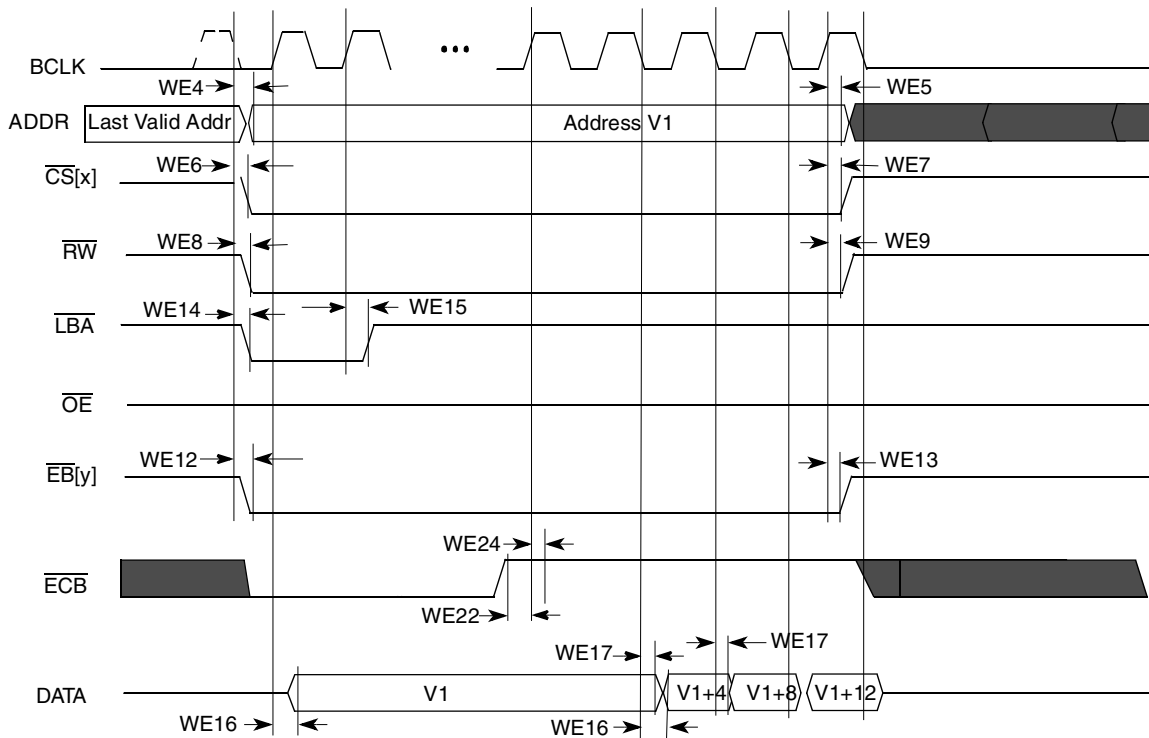 BCLK
WE4
WE5
ADDR Last Valid Addr Address V1
WE6
WE7
CS[x]
WE8
WE9
RW
WE14
WE15
LBA
OE
WE12
WE13
EB[y]
WE24
ECB
WE22
WE17
WE17
DATA V1 V1+4 V1+8 V1+12
WE16
WE16